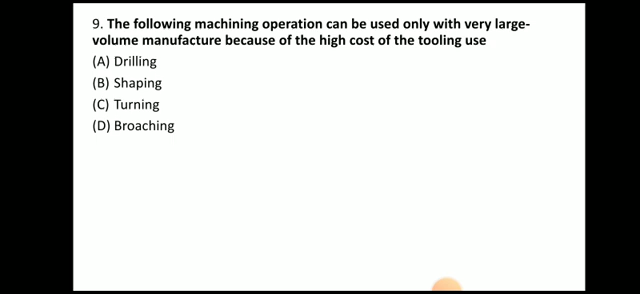 9. The following machining operation can be used only with very large-
volume manufacture because of the high cost of the tooling use
(A) Drilling
(B) Shaping
(C) Turning
(D) Broaching